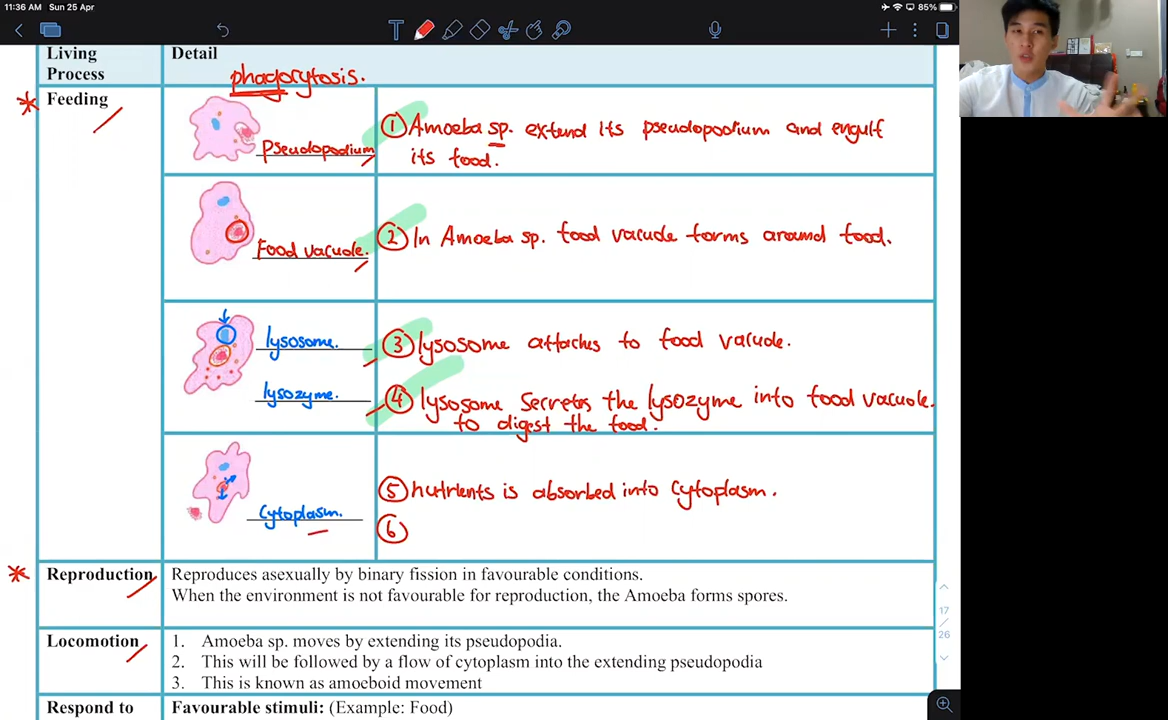 11:36 AM Sun 25 Apr
85%
Living Process
Detail
phagocytosis.
Feeding
Pseudopodium
① Amoeba sp. extend its pseudopodium and engulf
its food.
Food vacuole.
② In Amoeba sp. food vacuole forms around food.
lysosome.
③ lysosome attaches to food vacuole.
lysozyme.
④ lysosome secretes the lysozyme into food vacuole.
to digest the food.
⑤ nutrients is absorbed into cytoplasm.
Cytoplasm.
⑥
Reproduction
Reproduces asexually by binary fission in favourable conditions.
When the environment is not favourable for reproduction, the Amoeba forms spores.
Locomotion
1. Amoeba sp. moves by extending its pseudopodia.
2. This will be followed by a flow of cytoplasm into the extending pseudopodia
3. This is known as amoeboid movement
Respond to
Favourable stimuli: (Example: Food)
17
/
26